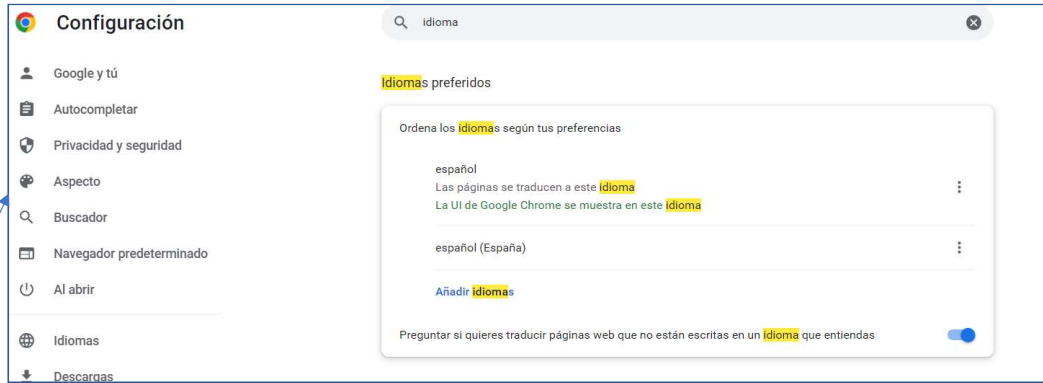 Configuración
idioma
Google y tú
Autocompletar
Privacidad y seguridad
Aspecto
Buscador
Navegador predeterminado
Al abrir
Idiomas
Descargas
Idiomas preferidos
Ordena los idiomas según tus preferencias
español
Las páginas se traducen a este idioma
La UI de Google Chrome se muestra en este idioma
español (España)
Añadir idiomas
Preguntar si quieres traducir páginas web que no están escritas en un idioma que entiendas